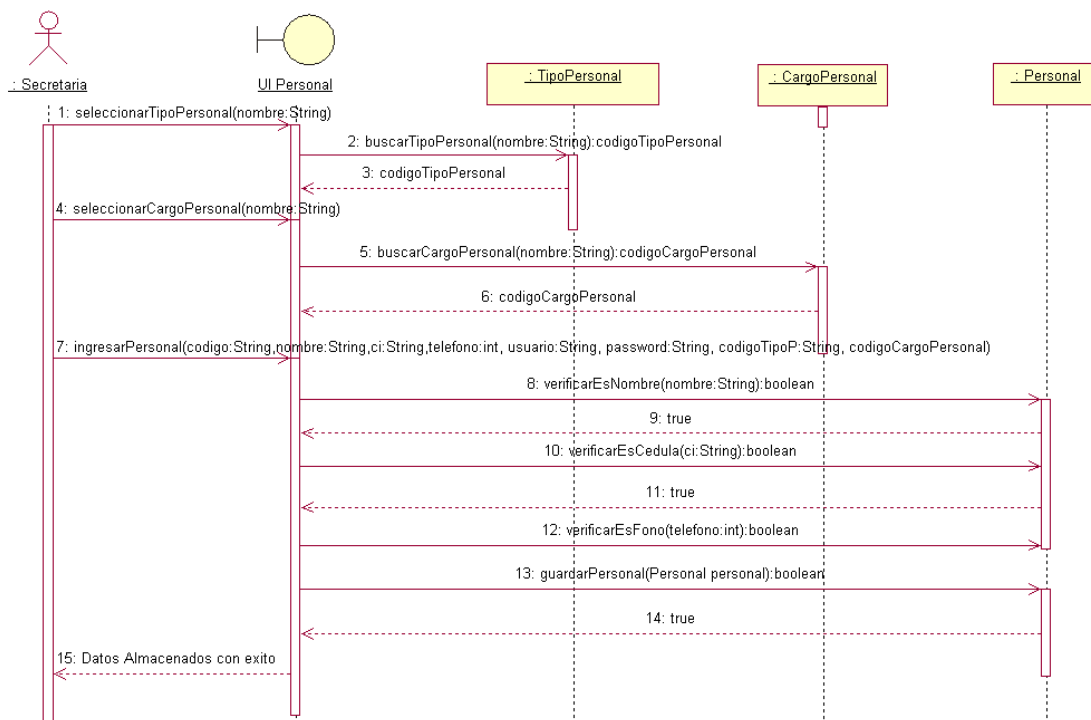 : Secretaria
UI Personal
: TipoPersonal
: CargoPersonal
: Personal
1: seleccionarTipoPersonal(nombre:String)
2: buscarTipoPersonal(nombre:String):codigoTipoPersonal
3: codigoTipoPersonal
4: seleccionarCargoPersonal(nombre:String)
5: buscarCargoPersonal(nombre:String):codigoCargoPersonal
6: codigoCargoPersonal
7: ingresarPersonal(codigo:String,nombre:String,ci:String,telefono:int, usuario:String, password:String, codigoTipoP:String, codigoCargoPersonal)
8: verificarEsNombre(nombre:String):boolean
9: true
10: verificarEsCedula(ci:String):boolean
11: true
12: verificarEsFono(telefono:int):boolean
13: guardarPersonal(Personal personal):boolean
14: true
15: Datos Almacenados con exito